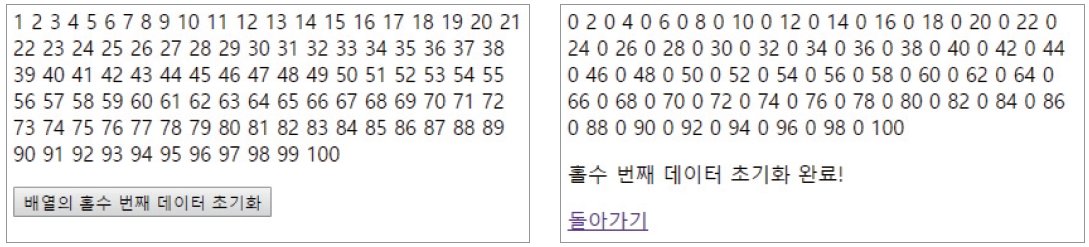 1 2 3 4 5 6 7 8 9 10 11 12 13 14 15 16 17 18 19 20 21
22 23 24 25 26 27 28 29 30 31 32 33 34 35 36 37 38
39 40 41 42 43 44 45 46 47 48 49 50 51 52 53 54 55
56 57 58 59 60 61 62 63 64 65 66 67 68 69 70 71 72
73 74 75 76 77 78 79 80 81 82 83 84 85 86 87 88 89
90 91 92 93 94 95 96 97 98 99 100
배열의 홀수 번째 데이터 초기화
0 2 0 4 0 6 0 8 0 10 0 12 0 14 0 16 0 18 0 20 0 22 0
24 0 26 0 28 0 30 0 32 0 34 0 36 0 38 0 40 0 42 0 44
0 46 0 48 0 50 0 52 0 54 0 56 0 58 0 60 0 62 0 64 0
66 0 68 0 70 0 72 0 74 0 76 0 78 0 80 0 82 0 84 0 86
0 88 0 90 0 92 0 94 0 96 0 98 0 100
홀수 번째 데이터 초기화 완료!
돌아가기